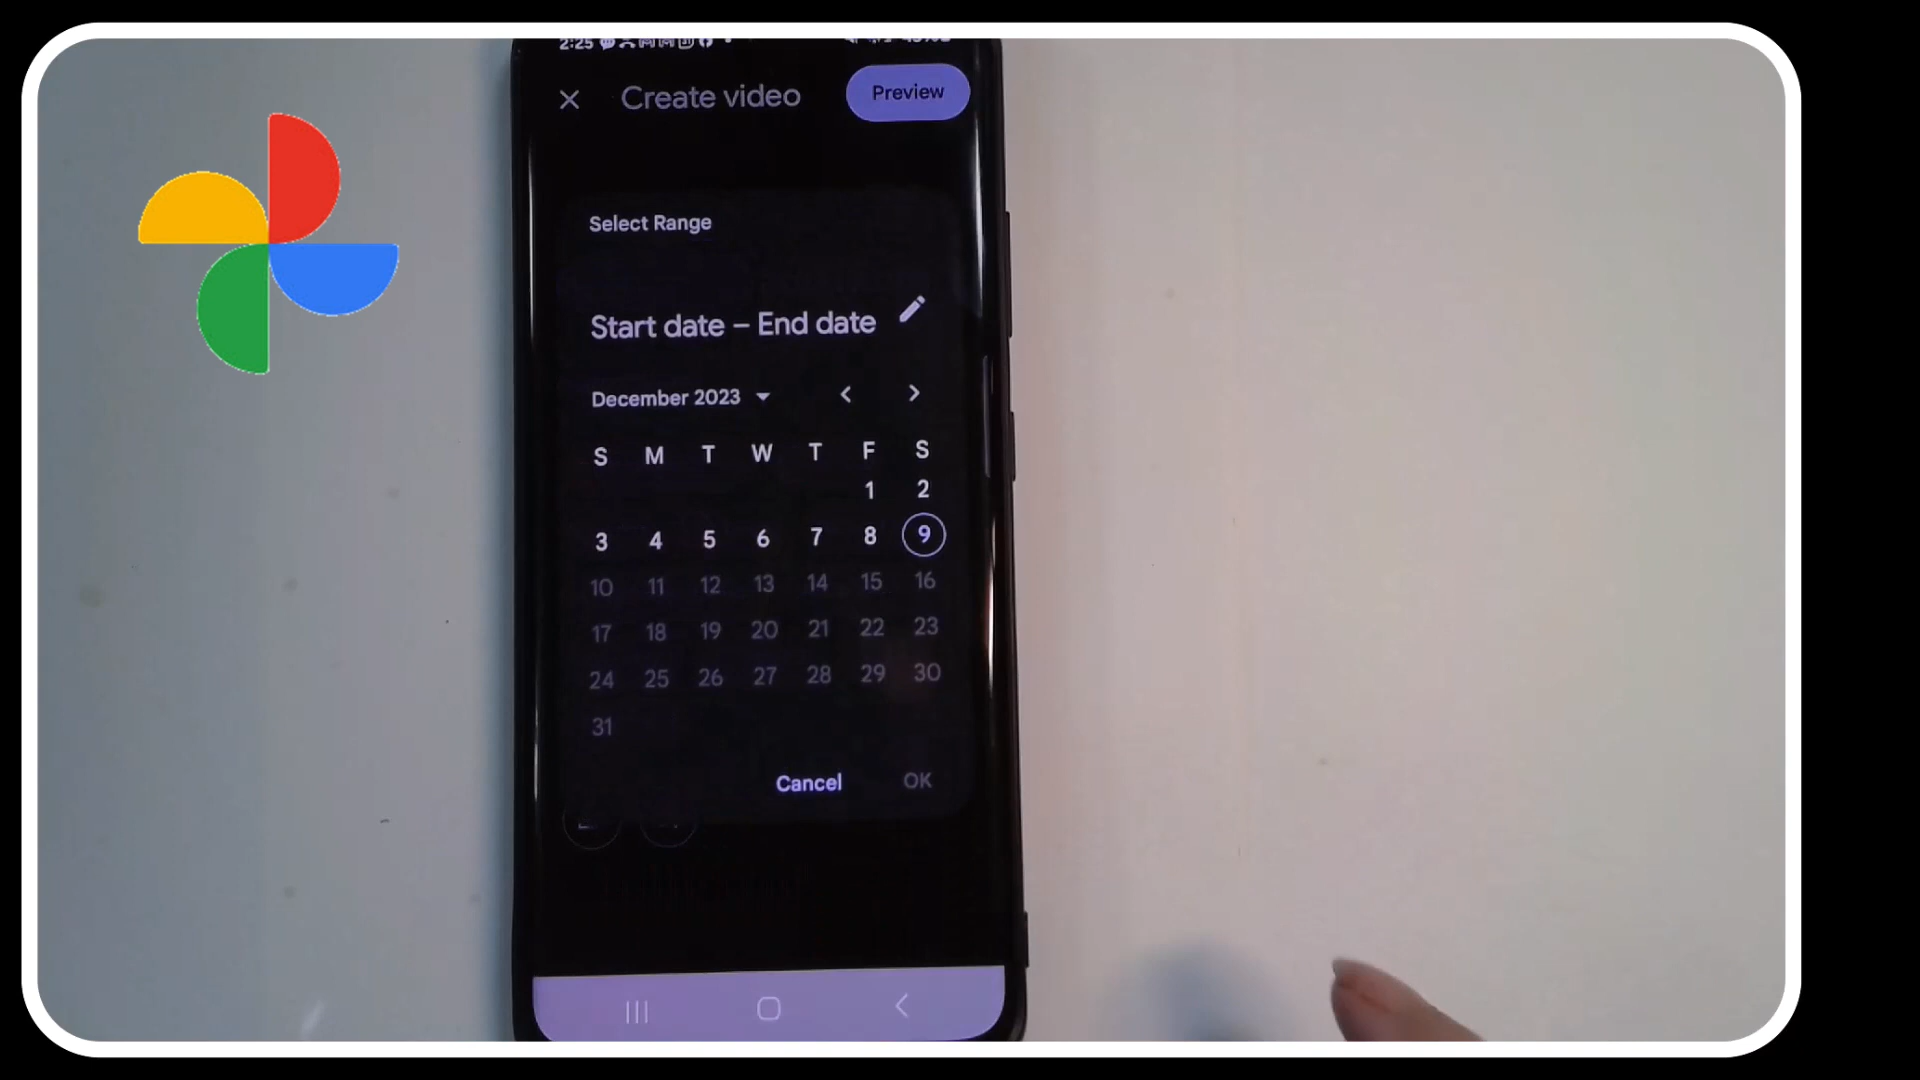 2:25
Create video
Preview
Select Range
Start date – End date
December 2023
S M T W T F S
1 2
3 4 5 6 7 8 9
10 11 12 13 14 15 16
17 18 19 20 21 22 23
24 25 26 27 28 29 30
31
Cancel OK